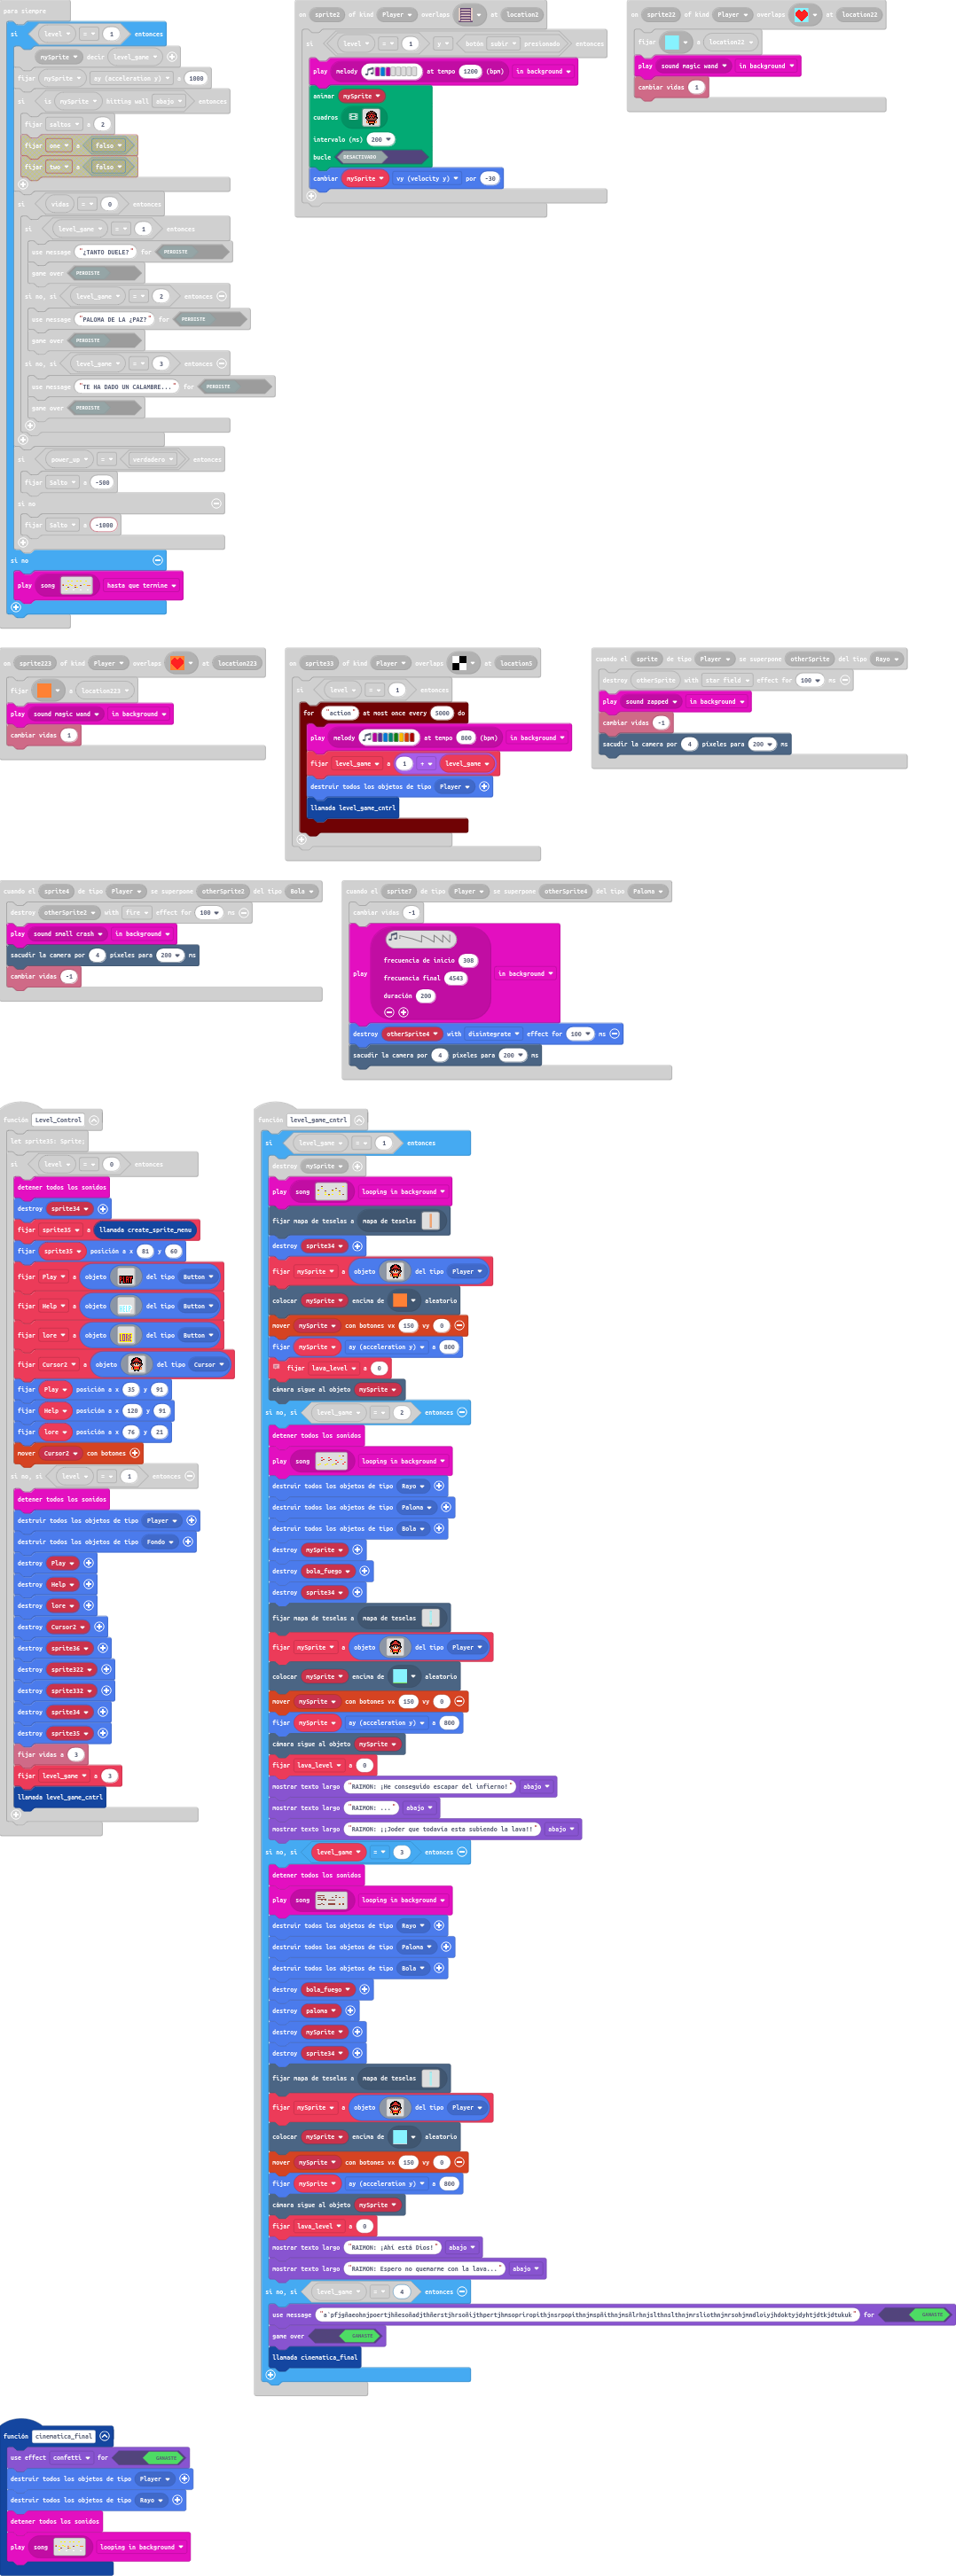 para siempre
si level = 1 entonces
mySprite decir level_game
fijar mySprite ay (acceleration y) a 1800
si is mySprite hitting wall abajo entonces
fijar saltos a 2
fijar one a falso
fijar two a falso
si vidas = 0 entonces
si level_game = 1 entonces
use message "¿TANTO DUELE?" for PERDISTE
game over PERDISTE
si no, si level_game = 2 entonces
use message "PALOMA DE LA ¿PAZ?" for PERDISTE
game over PERDISTE
si no, si level_game = 3 entonces
use message "TE HA DADO UN CALAMBRE..." for PERDISTE
game over PERDISTE
si power_up = verdadero entonces
fijar Salto a -500
si no
fijar Salto a -1000
si no
play song hasta que termine
on sprite2 of kind Player overlaps at location2
si level = 1 y botón subir presionado entonces
play melody at tempo 1200 (bpm) in background
animar mySprite
cuadros
intervalo (ms) 200
bucle DESACTIVADO
cambiar mySprite vy (velocity y) por -30
on sprite22 of kind Player overlaps at location22
fijar a location22
play sound magic wand in background
cambiar vidas 1
on sprite223 of kind Player overlaps at location223
fijar a location223
play sound magic wand in background
cambiar vidas 1
on sprite33 of kind Player overlaps at location3
si level = 1 entonces
for "action" at most once every 5000 do
play melody at tempo 800 (bpm) in background
fijar level_game a 1 + level_game
destruir todos los objetos de tipo Player
llamada level_game_cntrl
cuando el sprite de tipo Player se superpone otherSprite del tipo Rayo
destroy otherSprite with star field effect for 100 ms
play sound zapped in background
cambiar vidas -1
sacudir la camera por 4 píxeles para 200 ms
cuando el sprite4 de tipo Player se superpone otherSprite2 del tipo Bola
destroy otherSprite2 with fire effect for 100 ms
play sound small crash in background
sacudir la camera por 4 píxeles para 200 ms
cambiar vidas -1
cuando el sprite7 de tipo Player se superpone otherSprite4 del tipo Paloma
cambiar vidas -1
frecuencia de inicio 308
play frecuencia final 4543 in background
duración 200
destroy otherSprite4 with disintegrate effect for 100 ms
sacudir la camera por 4 píxeles para 200 ms
función Level_Control
let sprite35: Sprite;
si level = 0 entonces
detener todos los sonidos
destroy sprite34
fijar sprite35 a llamada create_sprite_menu
fijar sprite35 posición a x 81 y 60
fijar Play a objeto PLAY del tipo Button
fijar Help a objeto del tipo Button
fijar lore a objeto LORE del tipo Button
fijar Cursor2 a objeto del tipo Cursor
fijar Play posición a x 35 y 91
fijar Help posición a x 120 y 91
fijar lore posición a x 76 y 21
mover Cursor2 con botones
si no, si level = 1 entonces
detener todos los sonidos
destruir todos los objetos de tipo Player
destruir todos los objetos de tipo Fondo
destroy Play
destroy Help
destroy lore
destroy Cursor2
destroy sprite36
destroy sprite322
destroy sprite332
destroy sprite34
destroy sprite35
fijar vidas a 3
fijar level_game a 3
llamada level_game_cntrl
función level_game_cntrl
si level_game = 1 entonces
destroy mySprite
play song looping in background
fijar mapa de teselas a mapa de teselas
destroy sprite34
fijar mySprite a objeto del tipo Player
colocar mySprite encima de aleatorio
mover mySprite con botones vx 150 vy 0
fijar mySprite ay (acceleration y) a 800
fijar lava_level a 0
cámara sigue al objeto mySprite
si no, si level_game = 2 entonces
detener todos los sonidos
play song looping in background
destruir todos los objetos de tipo Rayo
destruir todos los objetos de tipo Paloma
destruir todos los objetos de tipo Bola
destroy mySprite
destroy bola_fuego
destroy sprite34
fijar mapa de teselas a mapa de teselas
fijar mySprite a objeto del tipo Player
colocar mySprite encima de aleatorio
mover mySprite con botones vx 150 vy 0
fijar mySprite ay (acceleration y) a 800
cámara sigue al objeto mySprite
fijar lava_level a 0
mostrar texto largo "RAIMON: ¡He conseguido escapar del infierno!" abajo
mostrar texto largo "RAIMON: ..." abajo
mostrar texto largo "RAIMON: ¡¡Joder que todavía esta subiendo la lava!!" abajo
si no, si level_game = 3 entonces
detener todos los sonidos
play song looping in background
destruir todos los objetos de tipo Rayo
destruir todos los objetos de tipo Paloma
destruir todos los objetos de tipo Bola
destroy bola_fuego
destroy paloma
destroy mySprite
destroy sprite34
fijar mapa de teselas a mapa de teselas
fijar mySprite a objeto del tipo Player
colocar mySprite encima de aleatorio
mover mySprite con botones vx 150 vy 0
fijar mySprite ay (acceleration y) a 800
cámara sigue al objeto mySprite
fijar lava_level a 0
mostrar texto largo "RAIMON: ¡Ahí está Dios!" abajo
mostrar texto largo "RAIMON: Espero no quemarme con la lava..." abajo
si no, si level_game = 4 entonces
use message for GANASTE
game over GANASTE
llamada cinematica_final
función cinematica_final
use effect confetti for GANASTE
destruir todos los objetos de tipo Player
destruir todos los objetos de tipo Rayo
detener todos los sonidos
play song looping in background